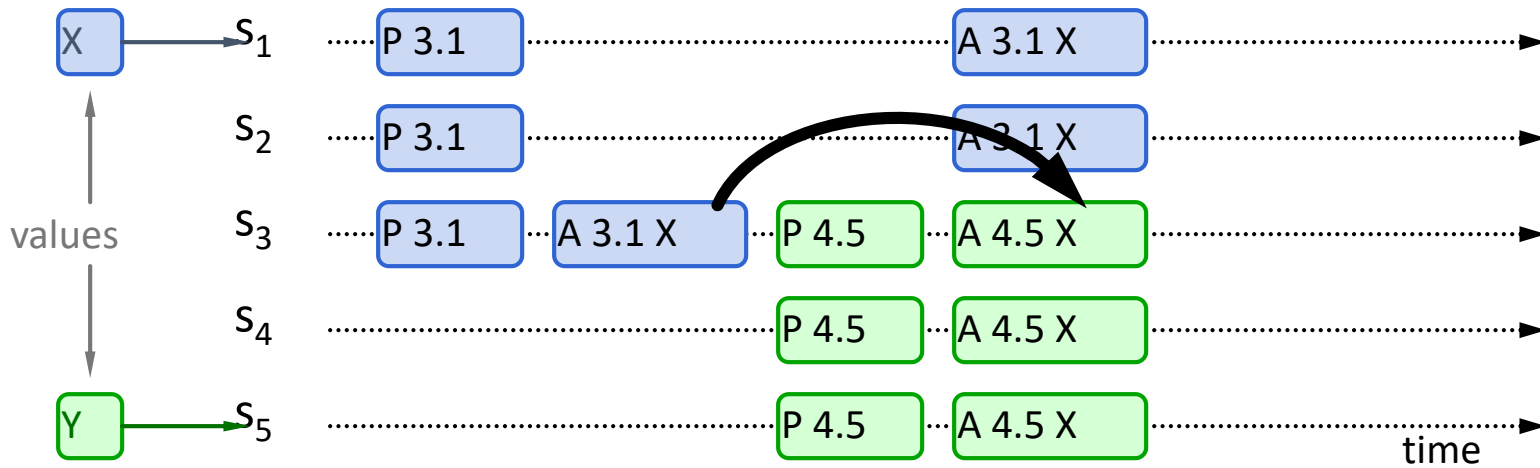 X S1 P 3.1 A 3.1 X
S2 P 3.1 A 3.1 X
values S3 P 3.1 A 3.1 X P 4.5 A 4.5 X
S4 P 4.5 A 4.5 X
Y S5 P 4.5 A 4.5 X
time